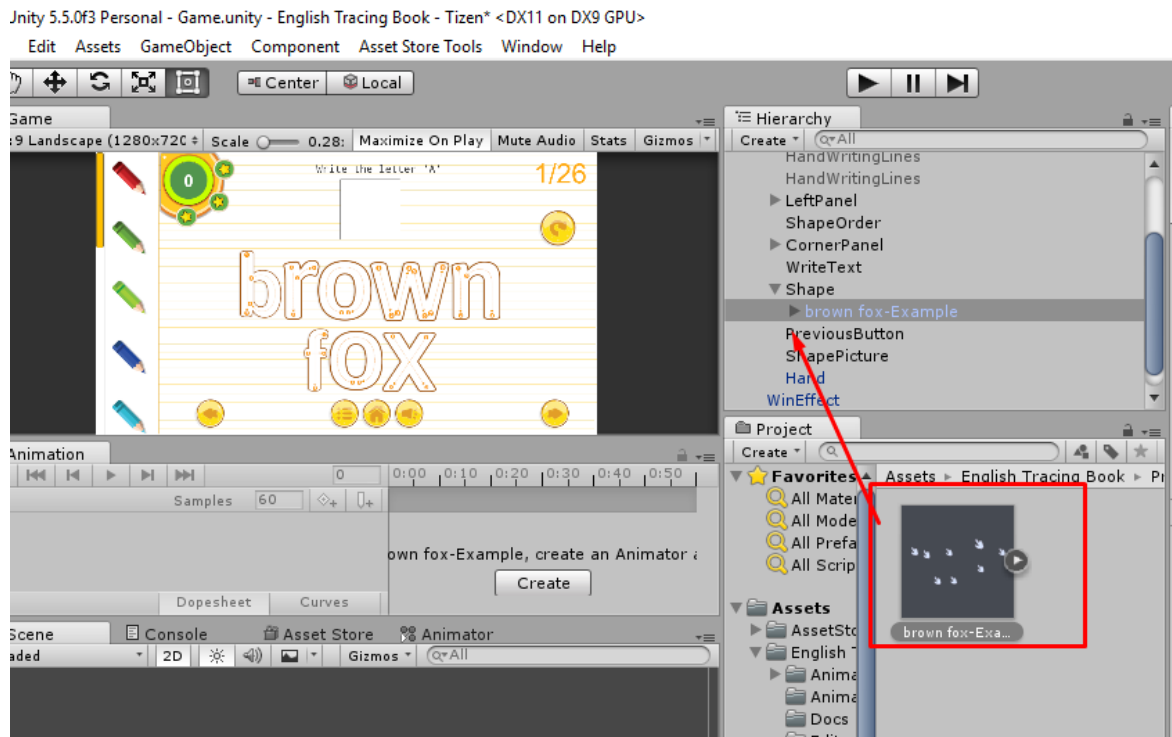 Unity 5.5.0f3 Personal - Game.unity - English Tracing Book - Tizen* <DX11 on DX9 GPU>
Edit Assets GameObject Component Asset Store Tools Window Help
Center Local
Game
:9 Landscape (1280x720 Scale 0.28: Maximize On Play Mute Audio Stats Gizmos
0
Write the letter 'A'
1/26
brown
fox
Hierarchy
Create All
HandWritingLines
HandWritingLines
LeftPanel
ShapeOrder
CornerPanel
WriteText
Shape
brown fox-Example
PreviousButton
ShapePicture
Hand
WinEffect
Animation
0 0:00 0:10 0:20 0:30 0:40 0:50
Samples 60
own fox-Example, create an Animator a
Create
Dopesheet Curves
Project
Create
Favorites
All Mater
All Mode
All Prefa
All Scrip
Assets
AssetSto
English T
Anima
Anima
Docs
Assets English Tracing Book Pr
brown fox-Exa...
Scene Console Asset Store Animator
aded 2D Gizmos All